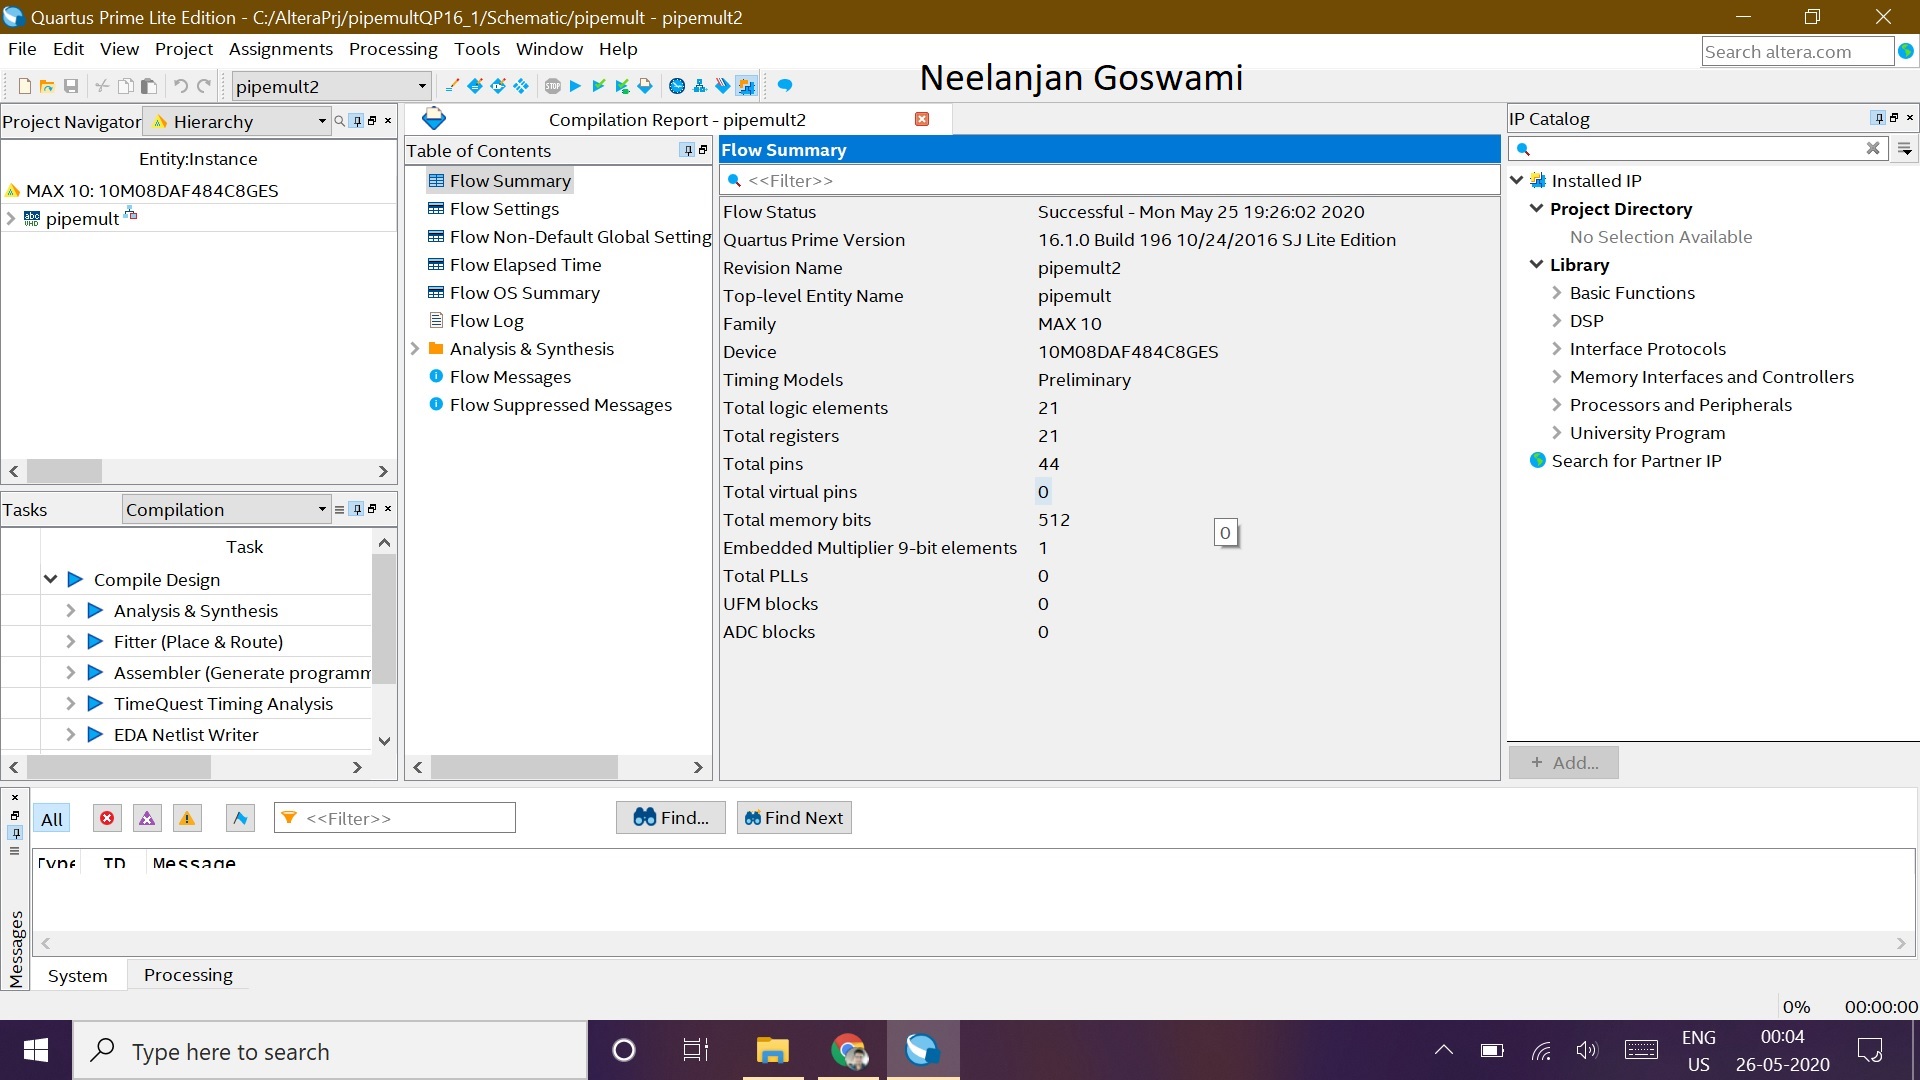 Quartus Prime Lite Edition - C:/AlteraPrj/pipemultQP16_1/Schematic/pipemult - pipemult2
File Edit View Project Assignments Processing Tools Window Help
Search altera.com
pipemult2
Neelanjan Goswami
Project Navigator Hierarchy
Entity:Instance
MAX 10: 10M08DAF484C8GES
pipemult
Tasks Compilation
Task
Compile Design
Analysis & Synthesis
Fitter (Place & Route)
Assembler (Generate programm
TimeQuest Timing Analysis
EDA Netlist Writer
Compilation Report - pipemult2
Table of Contents
Flow Summary
Flow Settings
Flow Non-Default Global Setting
Flow Elapsed Time
Flow OS Summary
Flow Log
Analysis & Synthesis
Flow Messages
Flow Suppressed Messages
Flow Summary
<<Filter>>
Flow Status Successful - Mon May 25 19:26:02 2020
Quartus Prime Version 16.1.0 Build 196 10/24/2016 SJ Lite Edition
Revision Name pipemult2
Top-level Entity Name pipemult
Family MAX 10
Device 10M08DAF484C8GES
Timing Models Preliminary
Total logic elements 21
Total registers 21
Total pins 44
Total virtual pins 0
Total memory bits 512
0
Embedded Multiplier 9-bit elements 1
Total PLLs 0
UFM blocks 0
ADC blocks 0
IP Catalog
Installed IP
Project Directory
No Selection Available
Library
Basic Functions
DSP
Interface Protocols
Memory Interfaces and Controllers
Processors and Peripherals
University Program
Search for Partner IP
+ Add...
All <<Filter>> Find... Find Next
Type ID Message
Messages
System Processing
0% 00:00:00
Type here to search
ENG
US
00:04
26-05-2020